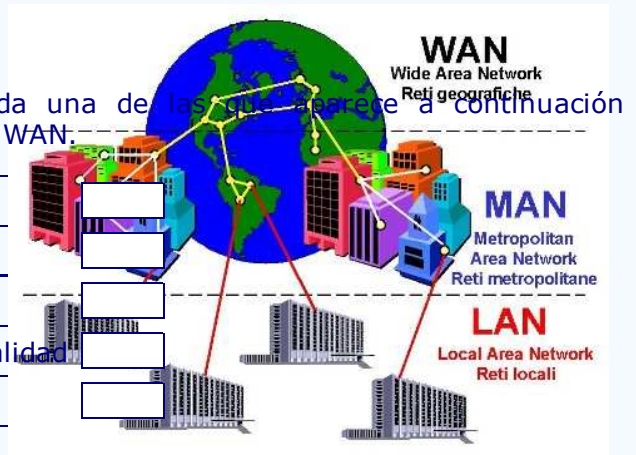 WAN
Wide Area Network
Reti geografiche
da una de las que aparece a continuación
WAN.
MAN
Metropolitan
Area Network
Reti metropolitane
LAN
alidad
Local Area Network
Reti locali